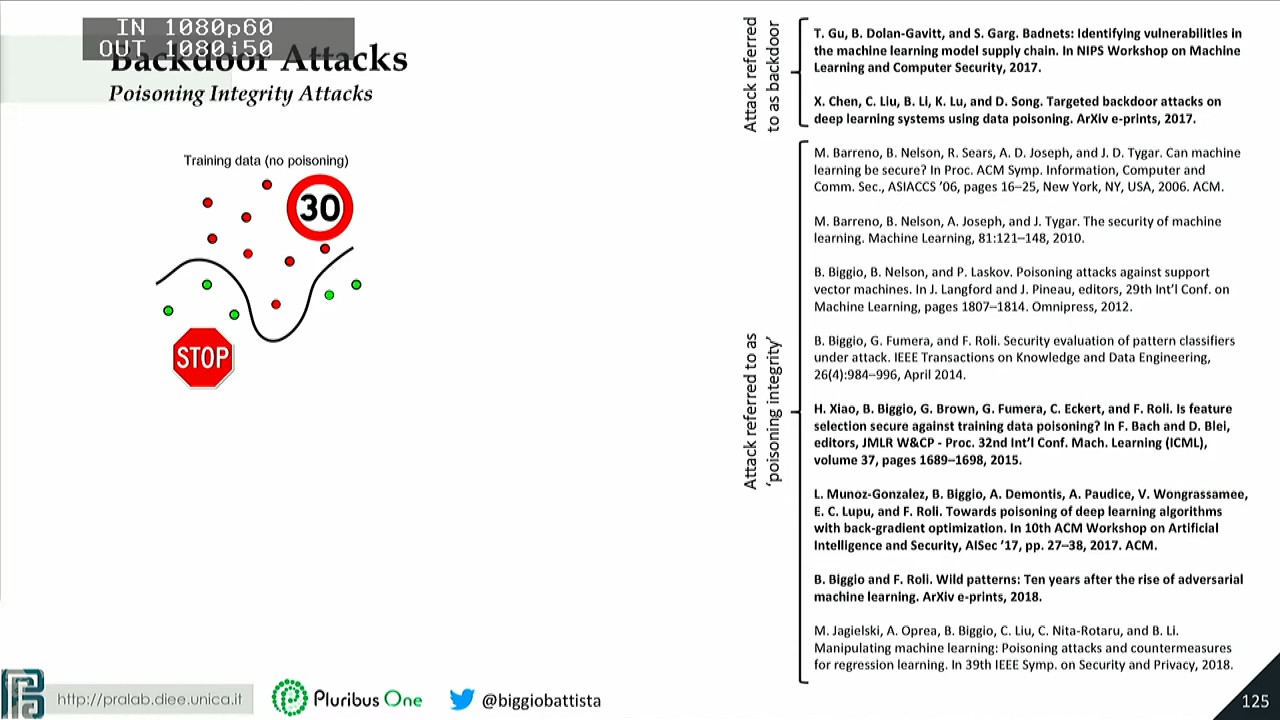 IN 1080p60
OUT 1080i50
Backdoor Attacks
Poisoning Integrity Attacks
Training data (no poisoning)
30
STOP
Attack referred
to as backdoor
T. Gu, B. Dolan-Gavitt, and S. Garg. Badnets: Identifying vulnerabilities in
the machine learning model supply chain. In NIPS Workshop on Machine
Learning and Computer Security, 2017.
X. Chen, C. Liu, B. Li, K. Lu, and D. Song. Targeted backdoor attacks on
deep learning systems using data poisoning. ArXiv e-prints, 2017.
Attack referred to as
‘poisoning integrity’
M. Barreno, B. Nelson, R. Sears, A. D. Joseph, and J. D. Tygar. Can machine
learning be secure? In Proc. ACM Symp. Information, Computer and
Comm. Sec., ASIACCS ’06, pages 16–25, New York, NY, USA, 2006. ACM.
M. Barreno, B. Nelson, A. Joseph, and J. Tygar. The security of machine
learning. Machine Learning, 81:121–148, 2010.
B. Biggio, B. Nelson, and P. Laskov. Poisoning attacks against support
vector machines. In J. Langford and J. Pineau, editors, 29th Int’l Conf. on
Machine Learning, pages 1807–1814. Omnipress, 2012.
B. Biggio, G. Fumera, and F. Roli. Security evaluation of pattern classifiers
under attack. IEEE Transactions on Knowledge and Data Engineering,
26(4):984–996, April 2014.
H. Xiao, B. Biggio, G. Brown, G. Fumera, C. Eckert, and F. Roli. Is feature
selection secure against training data poisoning? In F. Bach and D. Blei,
editors, JMLR W&CP - Proc. 32nd Int’l Conf. Mach. Learning (ICML),
volume 37, pages 1689–1698, 2015.
L. Munoz-Gonzalez, B. Biggio, A. Demontis, A. Paudice, V. Wongrassamee,
E. C. Lupu, and F. Roli. Towards poisoning of deep learning algorithms
with back-gradient optimization. In 10th ACM Workshop on Artificial
Intelligence and Security, AISec ’17, pp. 27–38, 2017. ACM.
B. Biggio and F. Roli. Wild patterns: Ten years after the rise of adversarial
machine learning. ArXiv e-prints, 2018.
M. Jagielski, A. Oprea, B. Biggio, C. Liu, C. Nita-Rotaru, and B. Li.
Manipulating machine learning: Poisoning attacks and countermeasures
for regression learning. In 39th IEEE Symp. on Security and Privacy, 2018.
http://pralab.diee.unica.it
Pluribus One
@biggiobattista
125